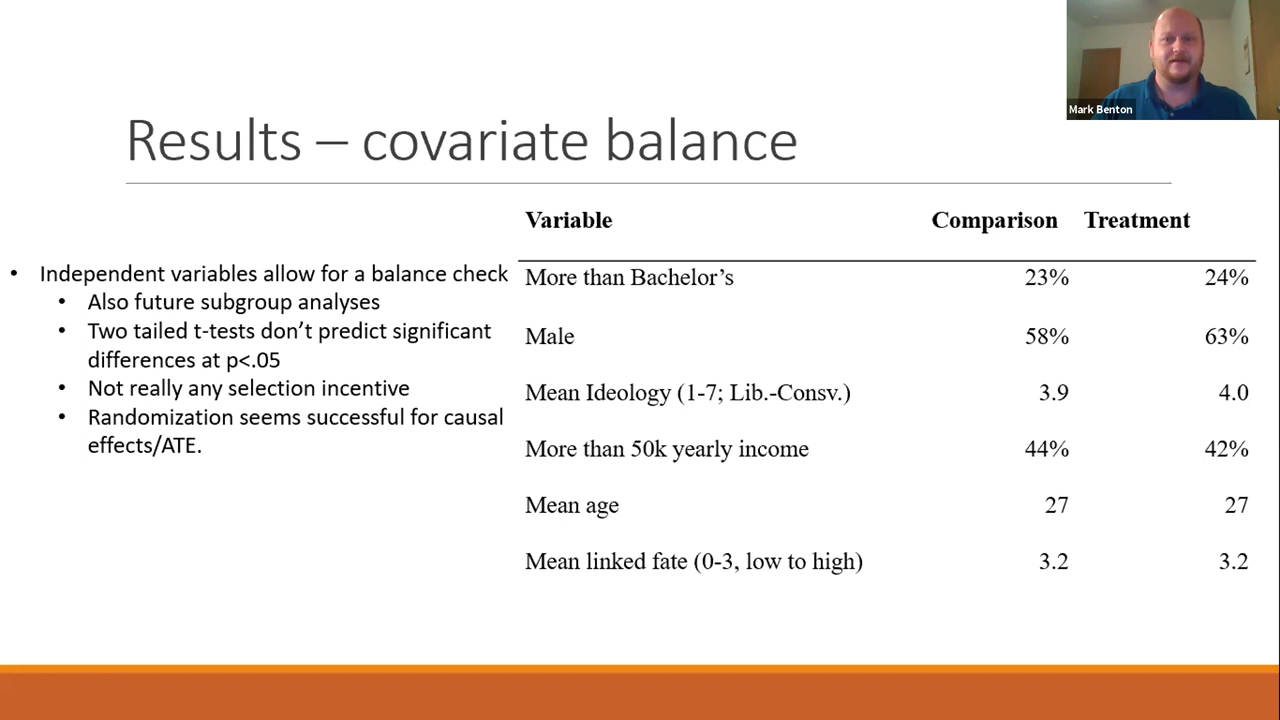 Mark Benton
Results – covariate balance
• Independent variables allow for a balance check
• Also future subgroup analyses
• Two tailed t-tests don’t predict significant
differences at p<.05
• Not really any selection incentive
• Randomization seems successful for causal
effects/ATE.
Variable Comparison Treatment
More than Bachelor’s 23% 24%
Male 58% 63%
Mean Ideology (1-7; Lib.-Consv.) 3.9 4.0
More than 50k yearly income 44% 42%
Mean age 27 27
Mean linked fate (0-3, low to high) 3.2 3.2